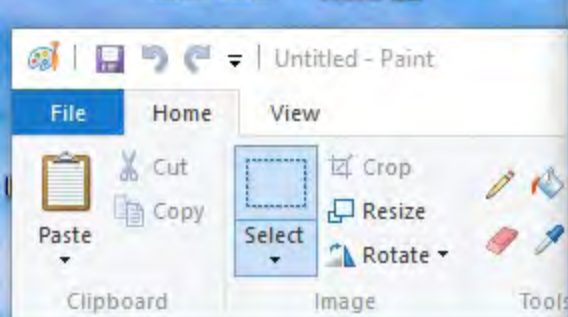 Untitled - Paint
File Home View
Cut
Copy
Paste
Clipboard
Select
Crop
Resize
Rotate
Image
Tools